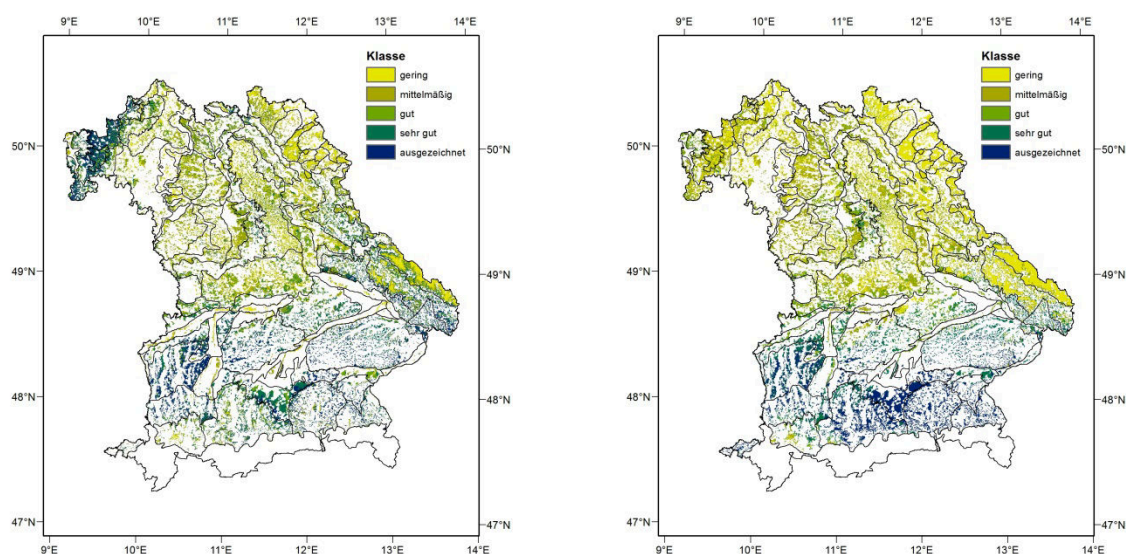 9°E 10°E 11°E 12°E 13°E 14°E
Klasse
gering
mittelmäßig
gut
sehr gut
ausgezeichnet
50°N 50°N
49°N 49°N
48°N 48°N
47°N 47°N
9°E 10°E 11°E 12°E 13°E 14°E
9°E 10°E 11°E 12°E 13°E 14°E
Klasse
gering
mittelmäßig
gut
sehr gut
ausgezeichnet
50°N 50°N
49°N 49°N
48°N 48°N
47°N 47°N
9°E 10°E 11°E 12°E 13°E 14°E